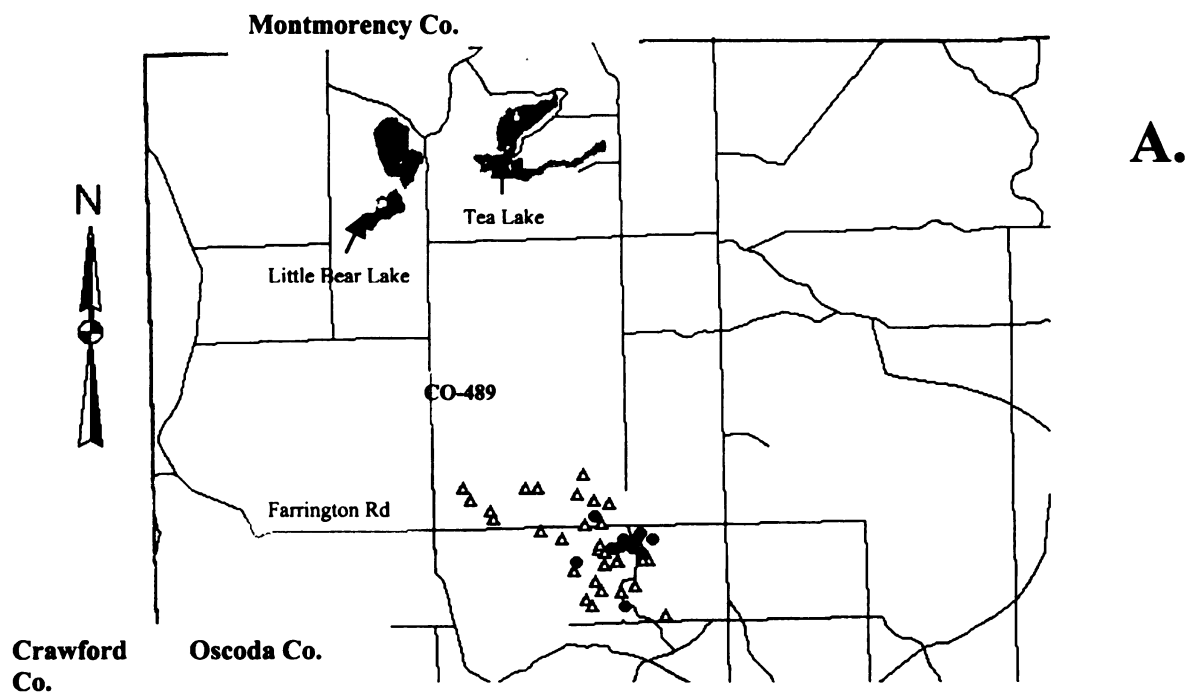 Montmorency Co.
A.
N
Tea Lake
Little Bear Lake
CO-489
Farrington Rd
Crawford
Co.
Oscoda Co.